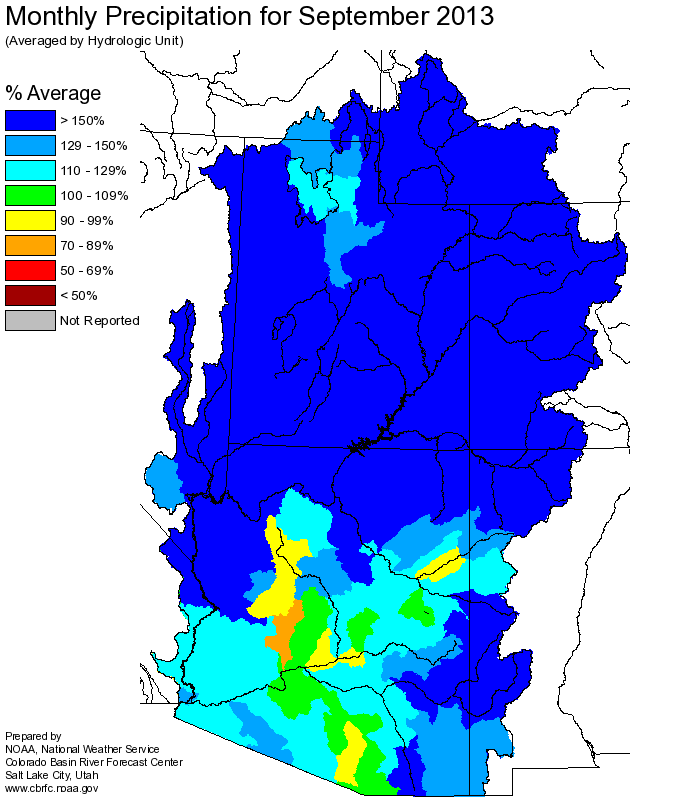 Monthly Precipitation for September 2013
(Averaged by Hydrologic Unit)
% Average
> 150%
129 - 150%
110 - 129%
100 - 109%
90 - 99%
70 - 89%
50 - 69%
< 50%
Not Reported
Prepared by
NOAA, National Weather Service
Colorado Basin River Forecast Center
Salt Lake City, Utah
www.cbrfc.noaa.gov